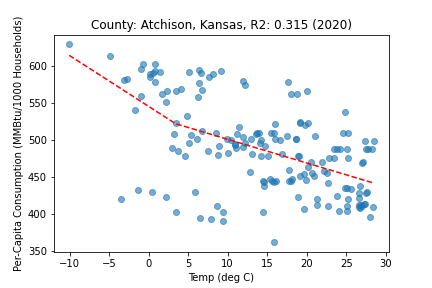 County: Atchison, Kansas, R2: 0.315 (2020)
Per-Capita Consumption (MMBtu/1000 Households)
600
550
500
450
400
350
−10 −5 0 5 10 15 20 25 30
Temp (deg C)